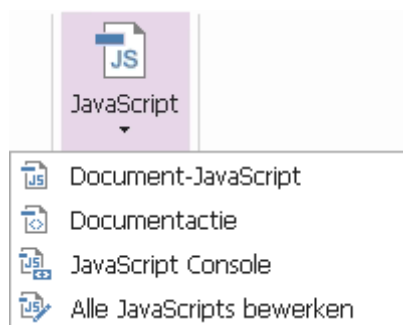 JS
JavaScript
Document-JavaScript
Documentactie
JavaScript Console
Alle JavaScripts bewerken